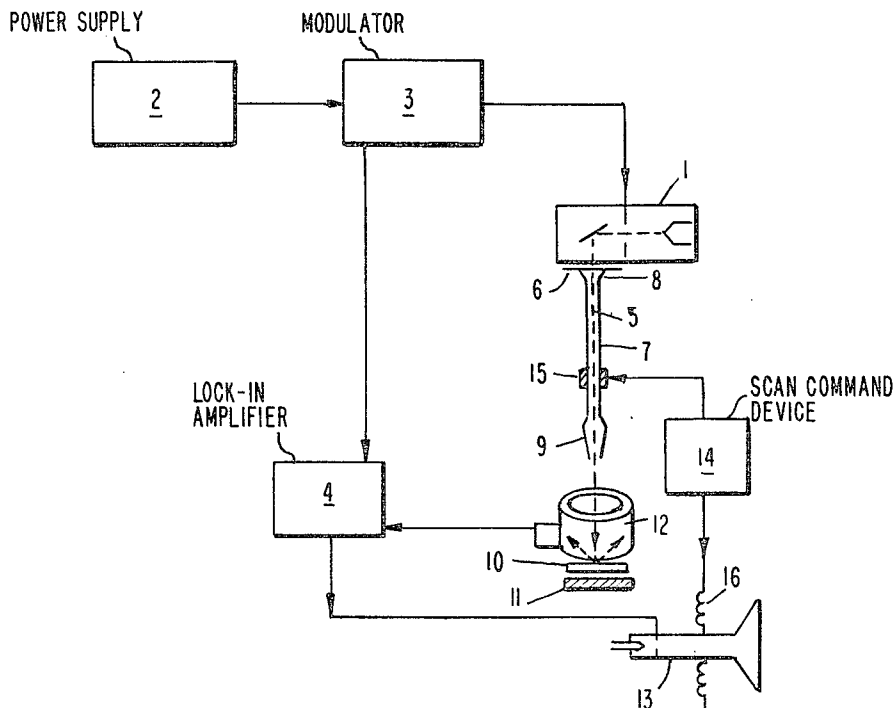 POWER SUPPLY
MODULATOR
2
3
1
6
8
5
7
15
LOCK-IN
AMPLIFIER
SCAN COMMAND
DEVICE
9
14
4
12
10
11
16
13